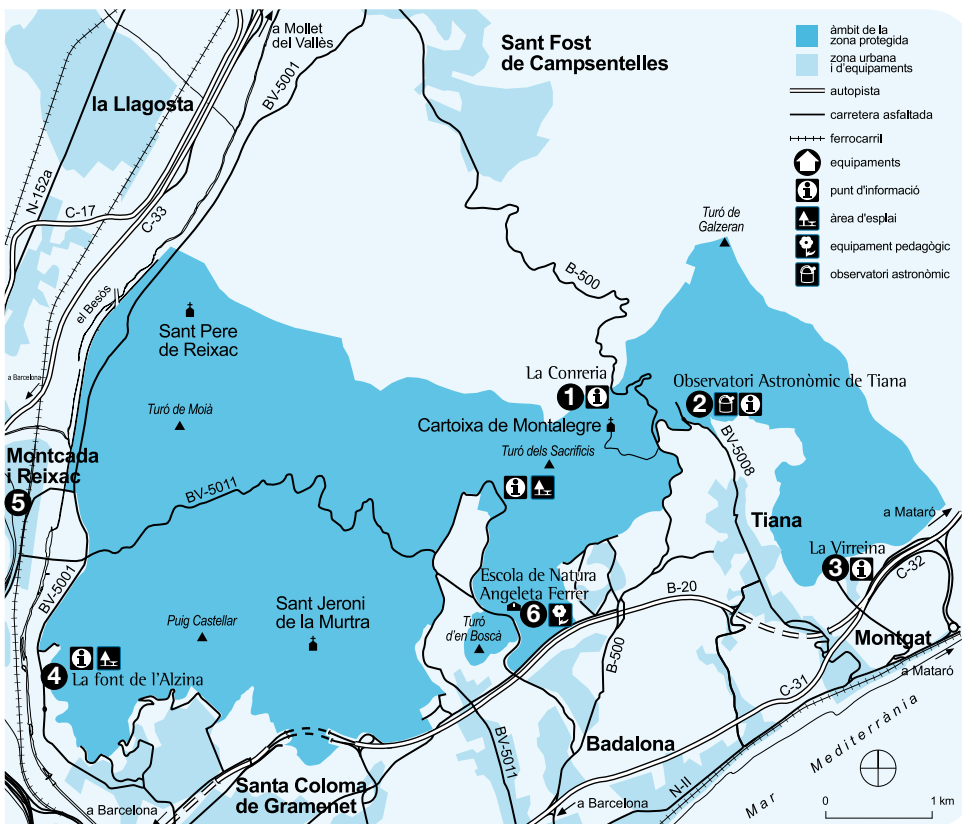 a Mollet
del Vallès
Sant Fost
de Campsentelles
àmbit de la
zona protegida
zona urbana
i d'equipaments
autopista
carretera asfaltada
ferrocarril
equipaments
punt d'informació
àrea d'esplai
equipament pedagògic
observatori astronòmic
la Llagosta
BV-5001
N-152a
C-17
C-33
Turó de
Galzeran
B-500
el Besòs
Sant Pere
de Reixac
a Barcelona
La Conreria
1
Observatori Astronòmic de Tiana
2
Turó de Moià
Cartoixa de Montalegre
Turó dels Sacrificis
BV-5008
Montcada
i Reixac
5
BV-5011
Tiana
a Mataró
La Virreina
3
C-32
BV-5001
Escola de Natura
Angeleta Ferrer
6
B-20
Puig Castellar
Sant Jeroni
de la Murtra
Turó
d'en Boscà
B-500
Montgat
a Mataró
4
La font de l'Alzina
C-31
BV-5011
Badalona
Mar Mediterrània
N-II
Santa Coloma
de Gramenet
a Barcelona
a Barcelona
0 1 km